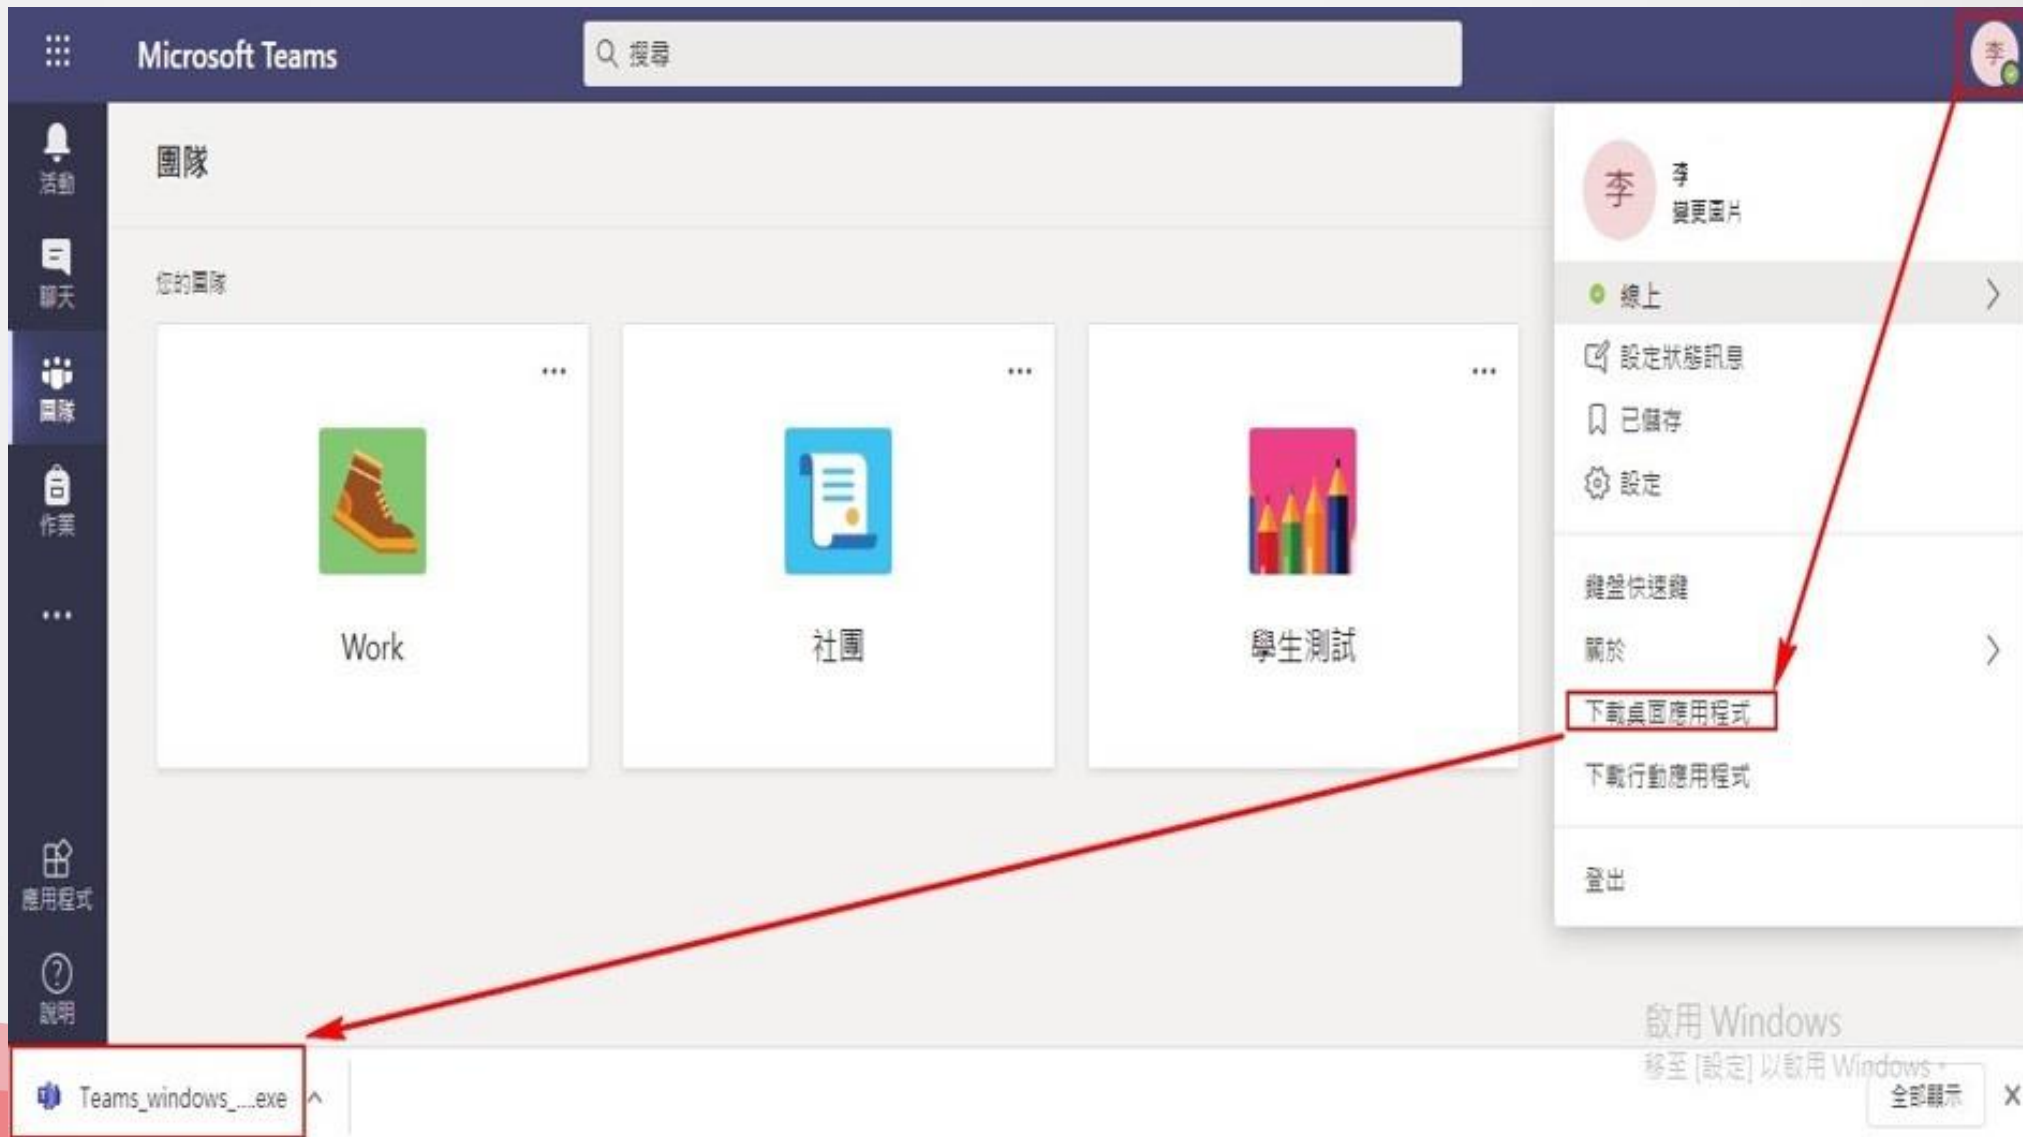 Microsoft Teams
搜尋
李
活動
聊天
團隊
作業
應用程式
說明
團隊
您的團隊
Work
社團
學生測試
李
李
變更圖片
線上
設定狀態訊息
已儲存
設定
鍵盤快速鍵
關於
下載桌面應用程式
下載行動應用程式
登出
啟用 Windows
移至 [設定] 以啟用 Windows。
Teams_windows_....exe
全部顯示